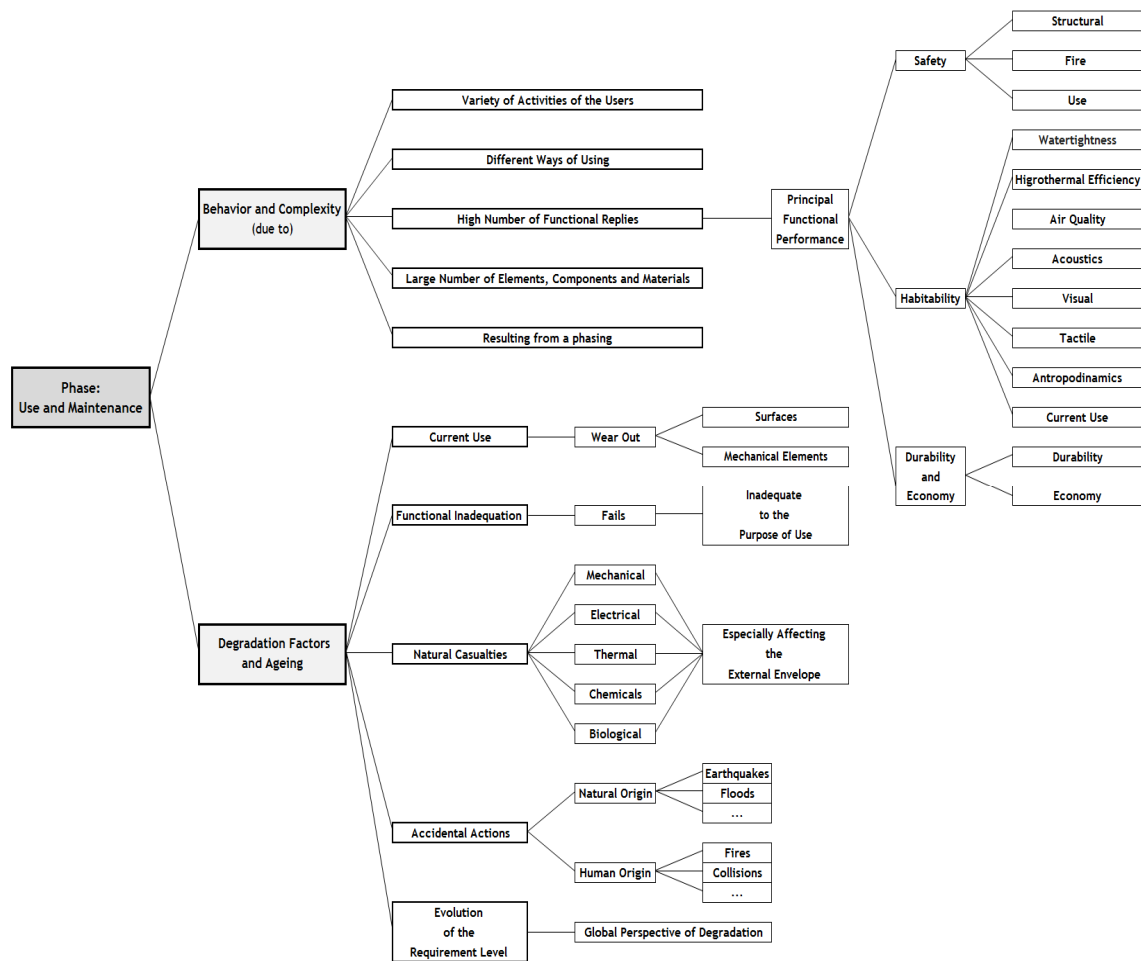 Phase:
Use and Maintenance
Behavior and Complexity
(due to)
Variety of Activities of the Users
Different Ways of Using
High Number of Functional Replies
Large Number of Elements, Components and Materials
Resulting from a phasing
Principal
Functional
Performance
Safety
Structural
Fire
Use
Habitability
Watertightness
Higrothermal Efficiency
Air Quality
Acoustics
Visual
Tactile
Antropodinamics
Current Use
Durability
and
Economy
Durability
Economy
Degradation Factors
and Ageing
Current Use
Wear Out
Surfaces
Mechanical Elements
Functional Inadequation
Fails
Inadequate
to the
Purpose of Use
Natural Casualties
Mechanical
Electrical
Thermal
Chemicals
Biological
Especially Affecting
the
External Envelope
Accidental Actions
Natural Origin
Earthquakes
Floods
...
Human Origin
Fires
Collisions
...
Evolution
of the
Requirement Level
Global Perspective of Degradation